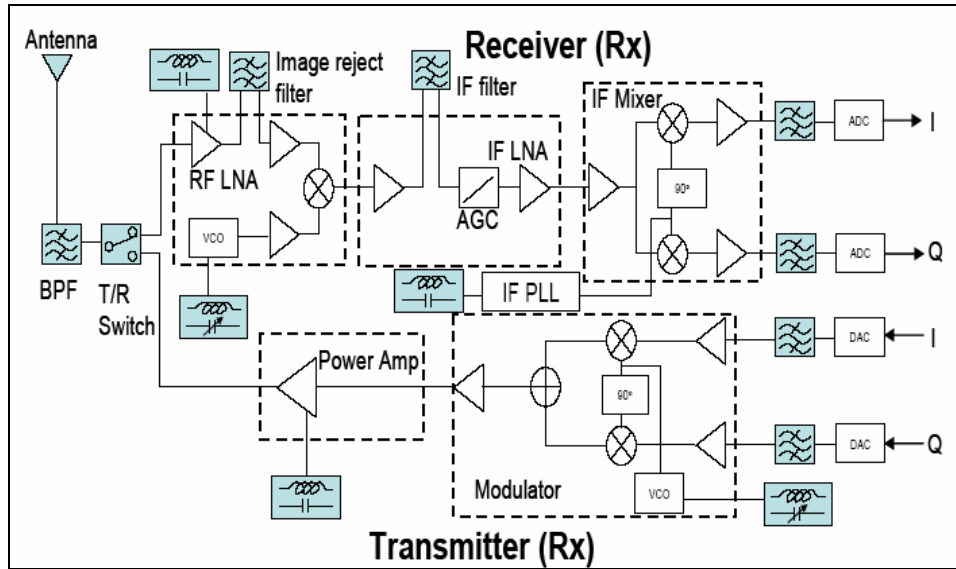 Antenna
Receiver (Rx)
Image reject
filter
IF filter
IF Mixer
ADC
I
RF LNA
IF LNA
AGC
90°
VCO
ADC
Q
BPF
T/R
Switch
IF PLL
Power Amp
DAC
I
90°
DAC
Q
Modulator
VCO
Transmitter (Rx)